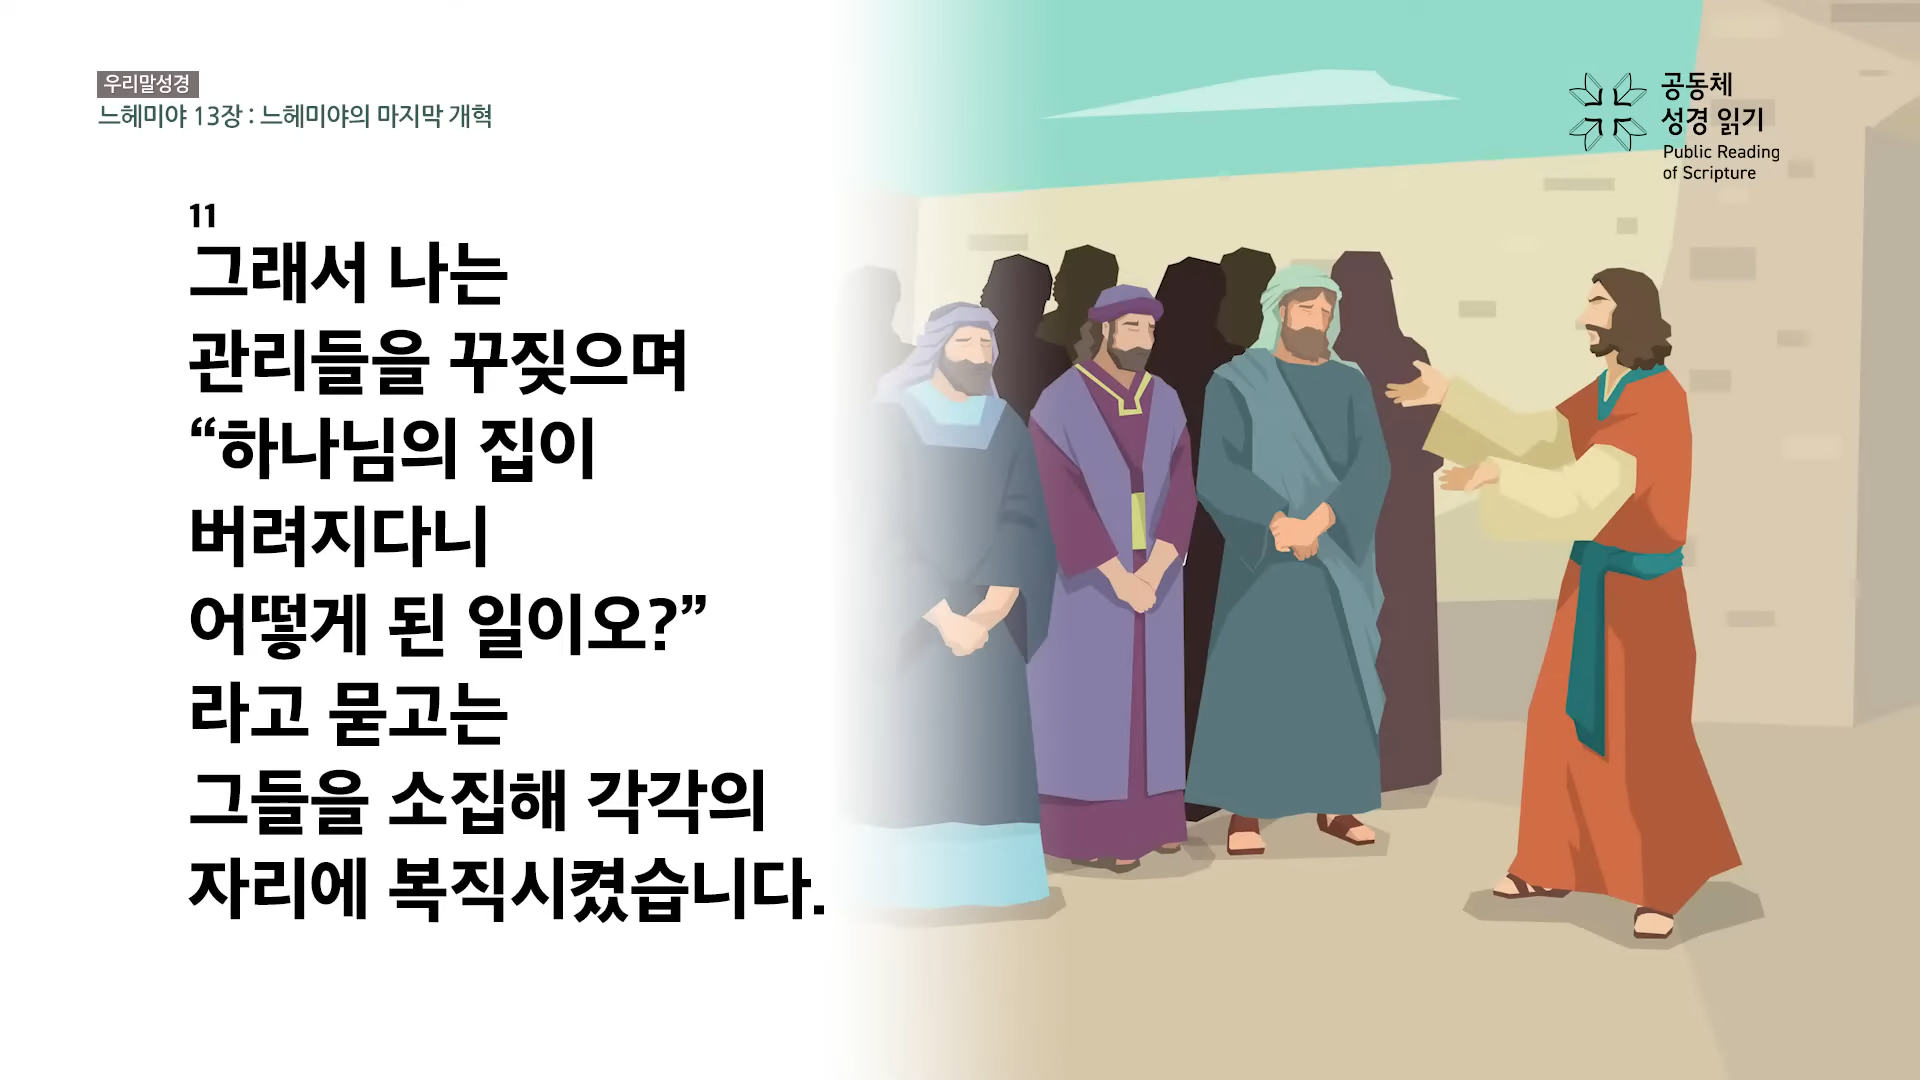 우리말성경
느헤미야 13장 : 느헤미야의 마지막 개혁
공동체
성경 읽기
Public Reading
of Scripture
11
그래서 나는
관리들을 꾸짖으며
“하나님의 집이
버려지다니
어떻게 된 일이오?”
라고 묻고는
그들을 소집해 각각의
자리에 복직시켰습니다.